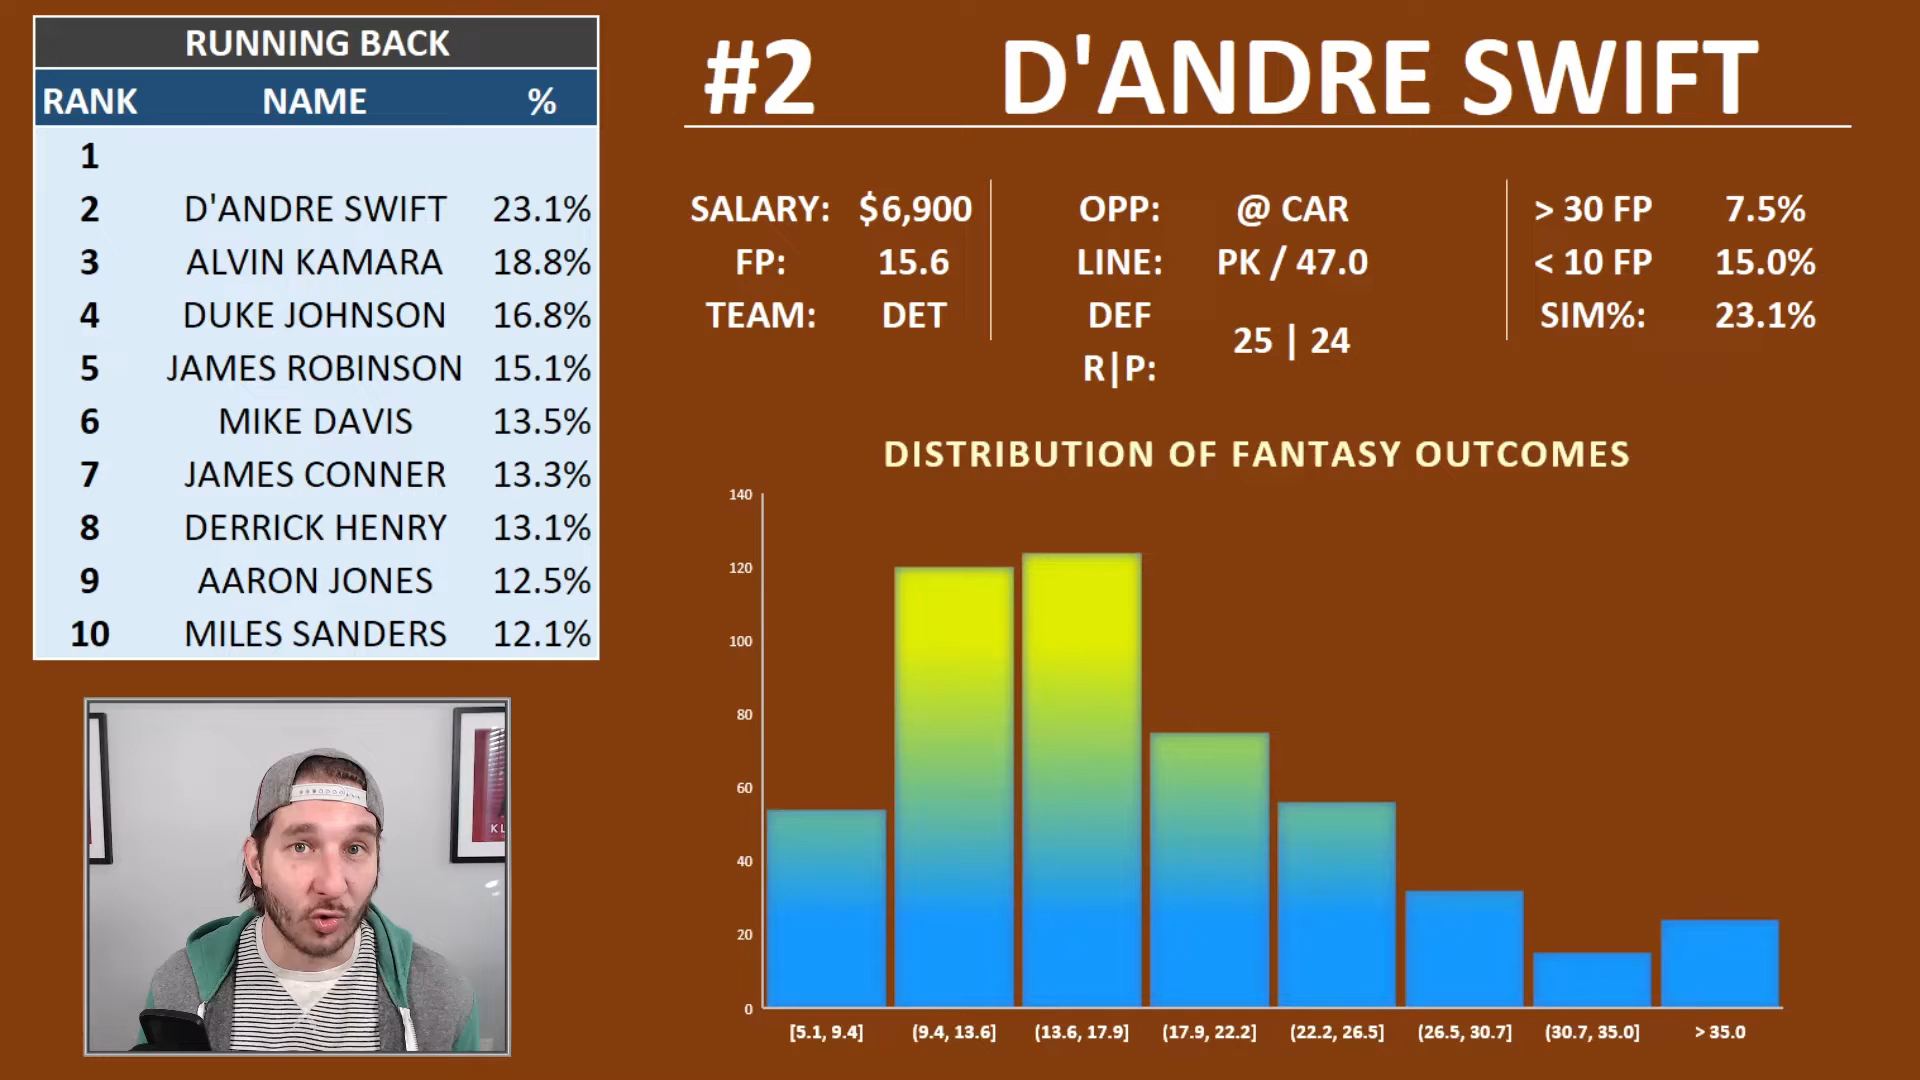 RUNNING BACK
RANK NAME %
1
2 D'ANDRE SWIFT 23.1%
3 ALVIN KAMARA 18.8%
4 DUKE JOHNSON 16.8%
5 JAMES ROBINSON 15.1%
6 MIKE DAVIS 13.5%
7 JAMES CONNER 13.3%
8 DERRICK HENRY 13.1%
9 AARON JONES 12.5%
10 MILES SANDERS 12.1%
#2 D'ANDRE SWIFT
SALARY: $6,900
FP: 15.6
TEAM: DET
OPP: @ CAR
LINE: PK / 47.0
DEF
R|P: 25 | 24
> 30 FP 7.5%
< 10 FP 15.0%
SIM%: 23.1%
DISTRIBUTION OF FANTASY OUTCOMES
140
120
100
80
60
40
20
0
[5.1, 9.4] (9.4, 13.6] (13.6, 17.9] (17.9, 22.2] (22.2, 26.5] (26.5, 30.7] (30.7, 35.0] > 35.0
KL